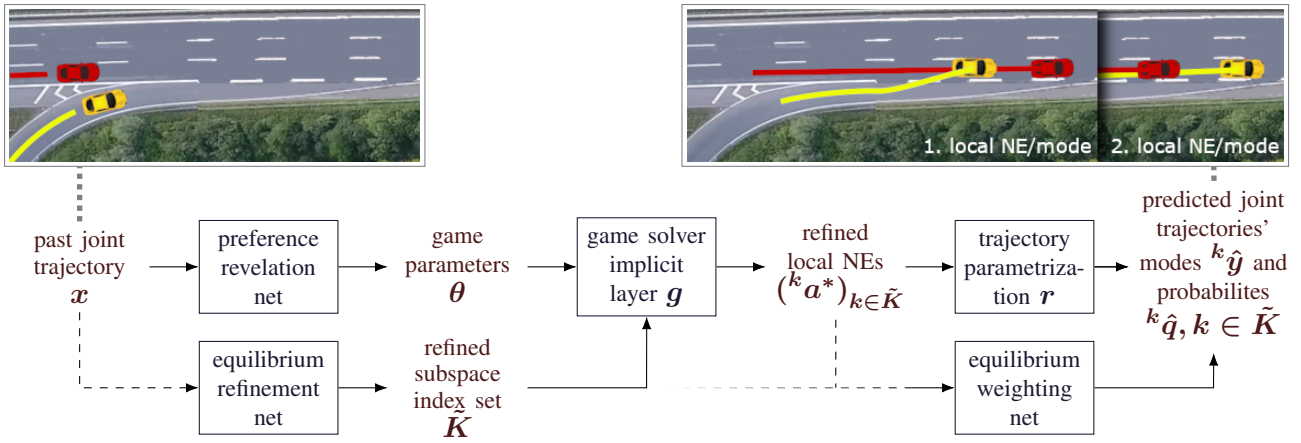 1. local NE/mode
2. local NE/mode
past joint
trajectory
x
preference
revelation
net
game
parameters
θ
game solver
implicit
layer g
refined
local NEs
(ᵏa*)ₖ∈K̃
trajectory
parametriza-
tion r
predicted joint
trajectories’
modes ᵏŷ and
probabilites
ᵏq̂, k ∈ K̃
equilibrium
refinement
net
refined
subspace
index set
K̃
equilibrium
weighting
net